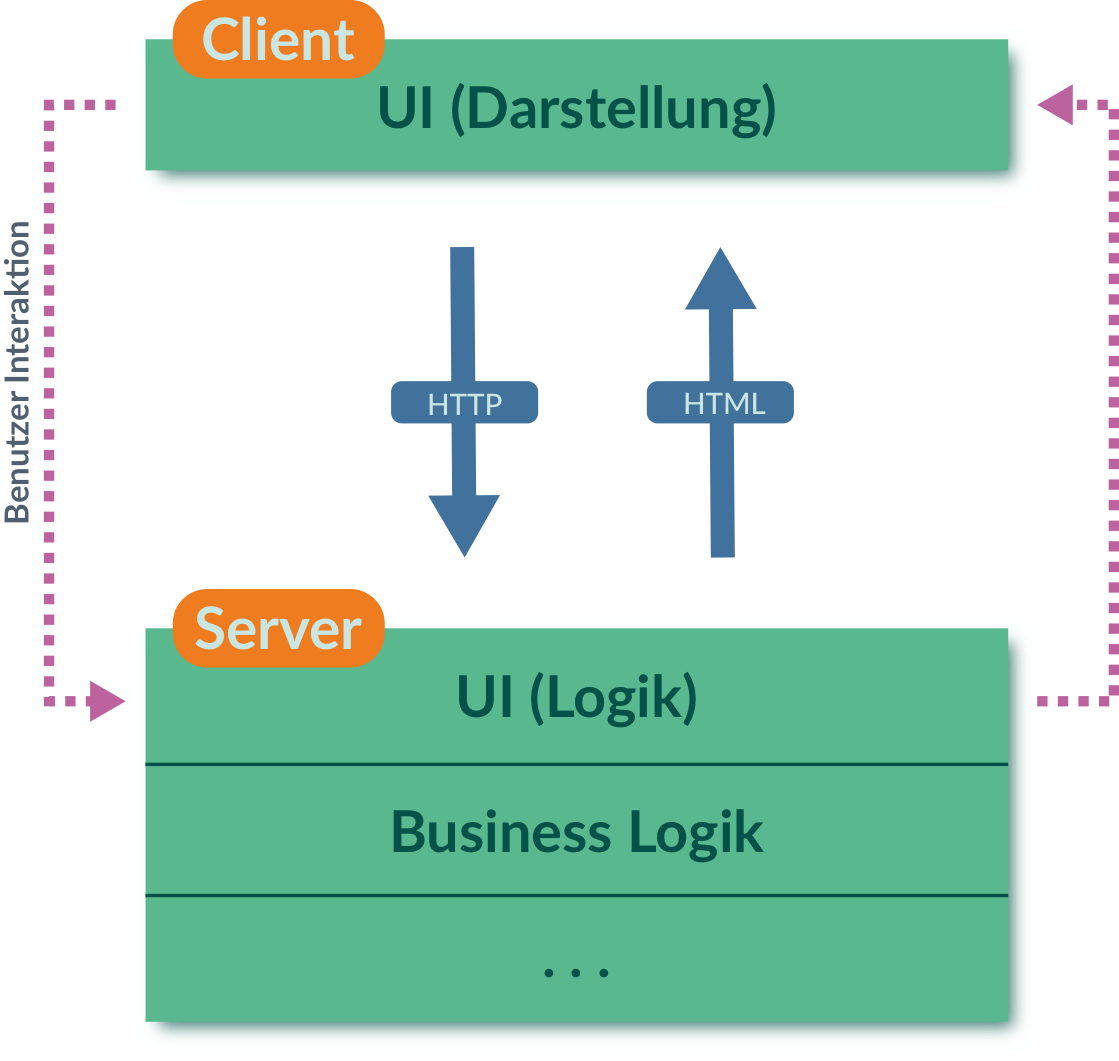 Client
UI (Darstellung)
Benutzer Interaktion
HTTP
HTML
Server
UI (Logik)
Business Logik
...